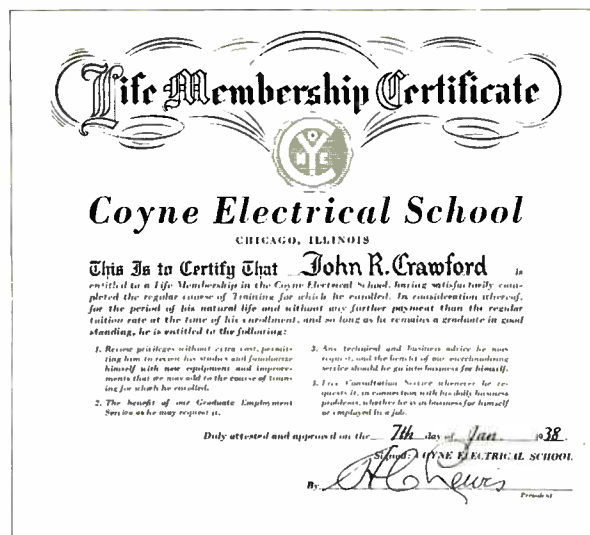 Life Membership Certificate
COYNE
Coyne Electrical School
CHICAGO, ILLINOIS
This Is to Certify That John R. Crawford is
entitled to a Life Membership in the Coyne Electrical School, having satisfactorily com-
pleted the regular course of Training for which he enrolled. In consideration whereof,
for the period of his natural life and without any further payment than the regular
tuition rate at the time of his enrollment, and so long as he remains a graduate in good
standing, he is entitled to the following:
1. Review privileges without extra cost, permit-
ting him to review his studies and familiarize
himself with new equipment and improve-
ments that we may add to the course of train-
ing for which he enrolled.
2. The benefit of our Graduate Employment
Service as he may request it.
3. Any technical and business advice he may
request, and the benefit of our merchandising
service should he go into business for himself.
Free Consultation Service whenever he re-
quests it, in connection with his daily business
problems, whether he is in business for himself
or employed in a job.
Duly attested and approved on the 7th day of Jan. 1938.
Signed: COYNE ELECTRICAL SCHOOL
By H C Lewis
President